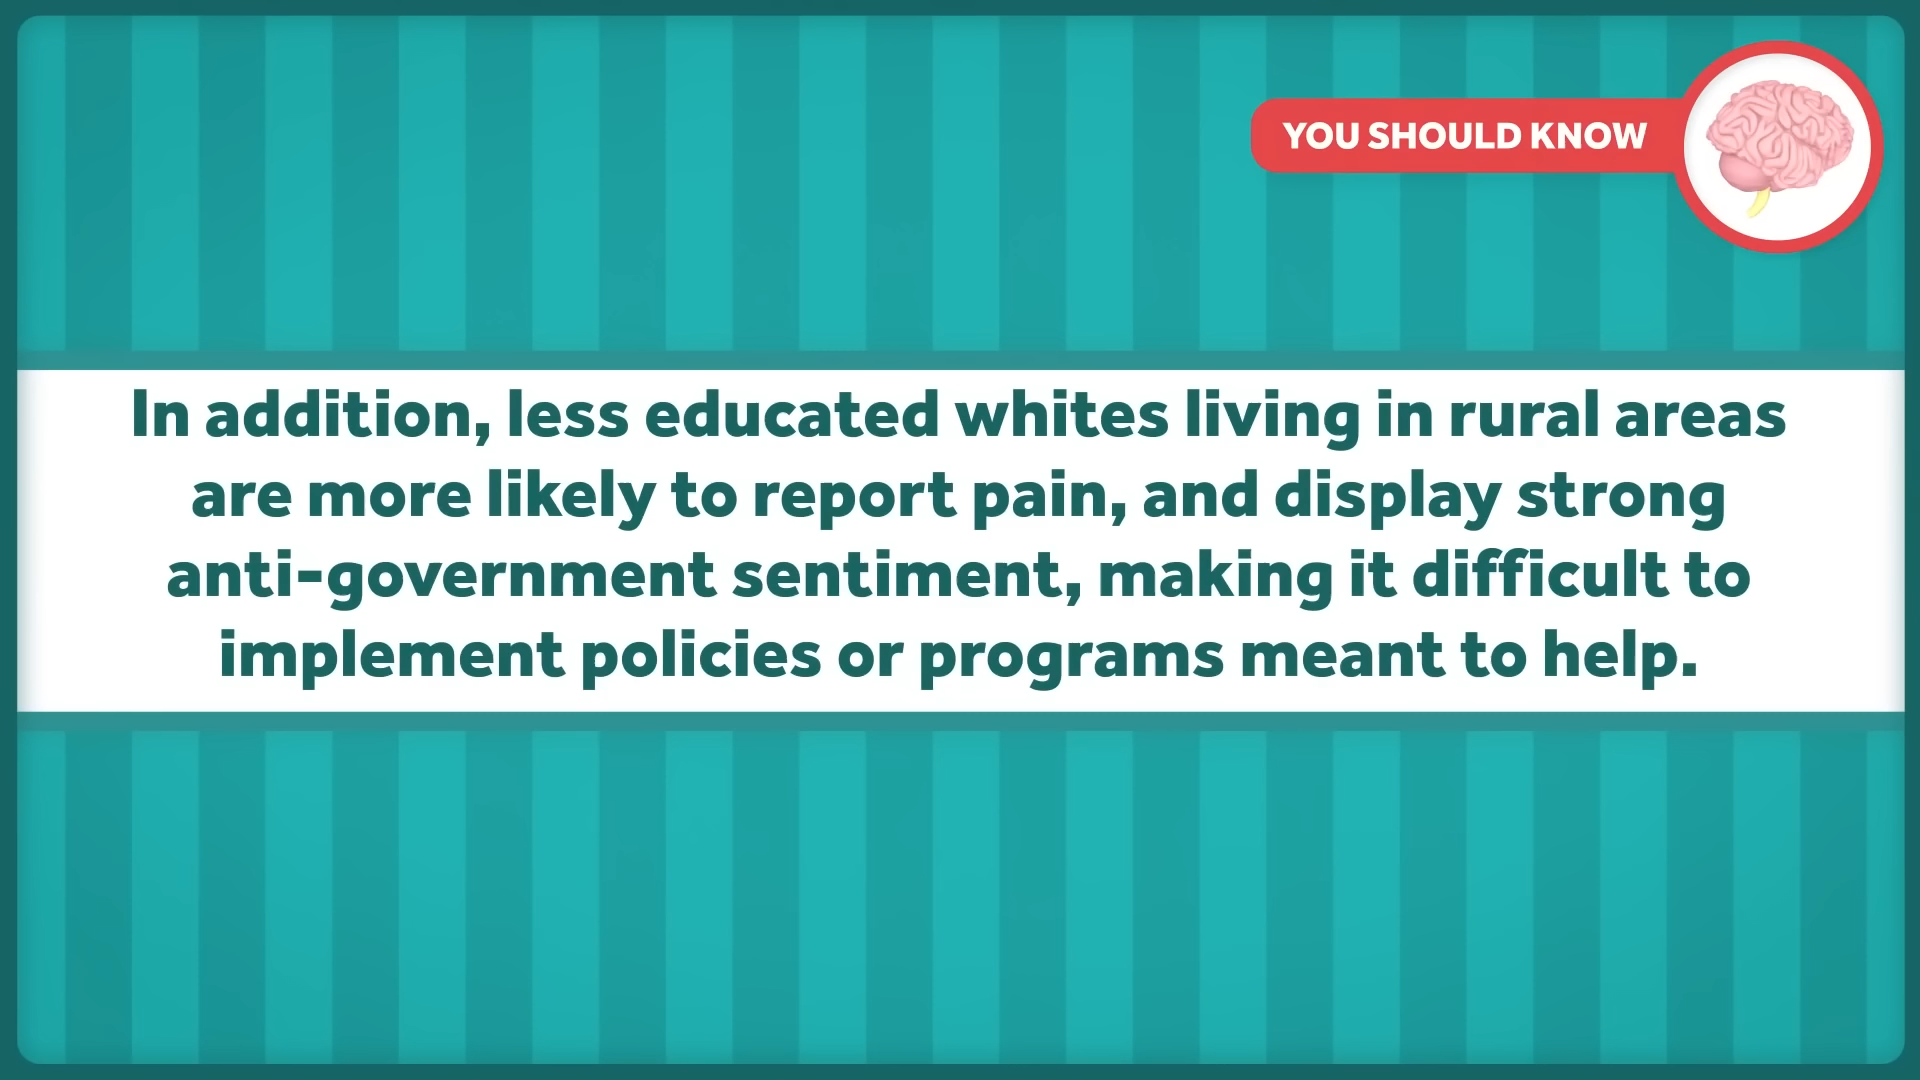 YOU SHOULD KNOW
In addition, less educated whites living in rural areas
are more likely to report pain, and display strong
anti-government sentiment, making it difficult to
implement policies or programs meant to help.